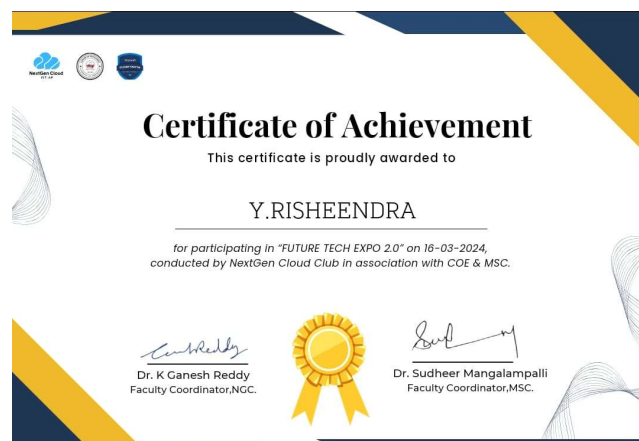 NextGen Cloud
VIT-AP
Certificate of Achievement
This certificate is proudly awarded to
Y.RISHEENDRA
for participating in “FUTURE TECH EXPO 2.0” on 16-03-2024,
conducted by NextGen Cloud Club in association with COE & MSC.
Dr. K Ganesh Reddy
Faculty Coordinator,NGC.
Dr. Sudheer Mangalampalli
Faculty Coordinator,MSC.